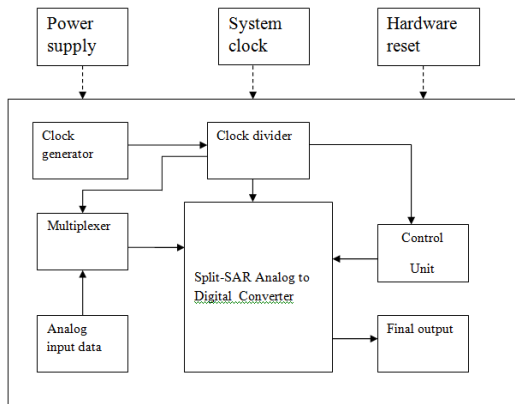 Power
supply
System
clock
Hardware
reset
Clock
generator
Clock divider
Multiplexer
Split-SAR Analog to
Digital Converter
Control
Unit
Analog
input data
Final output